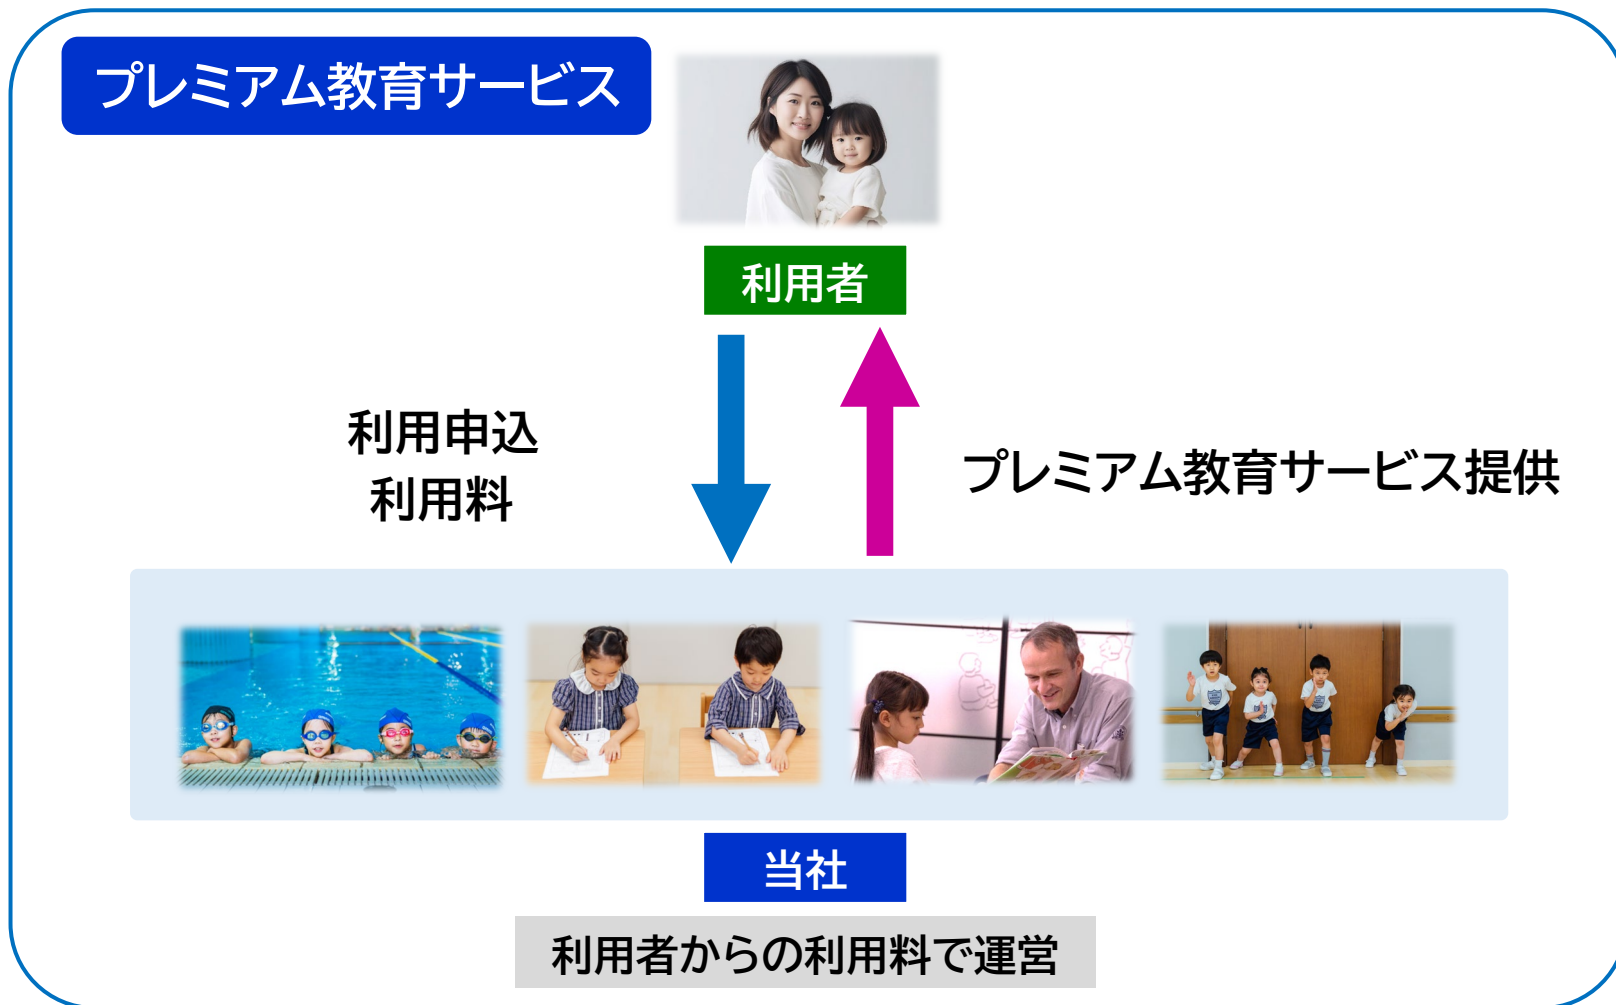 プレミアム教育サービス
利用者
利用申込
利用料
プレミアム教育サービス提供
当社
利用者からの利用料で運営